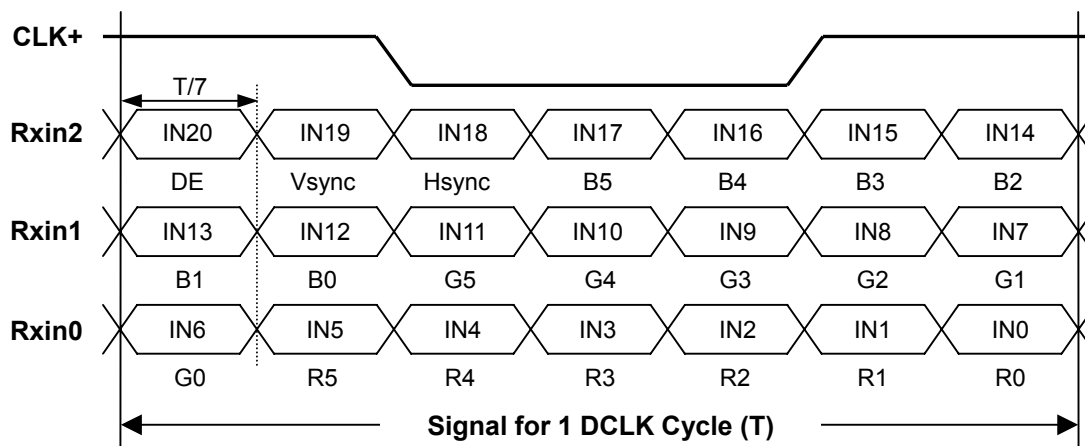 CLK+
T/7
Rxin2 IN20 IN19 IN18 IN17 IN16 IN15 IN14
DE Vsync Hsync B5 B4 B3 B2
Rxin1 IN13 IN12 IN11 IN10 IN9 IN8 IN7
B1 B0 G5 G4 G3 G2 G1
Rxin0 IN6 IN5 IN4 IN3 IN2 IN1 IN0
G0 R5 R4 R3 R2 R1 R0
Signal for 1 DCLK Cycle (T)